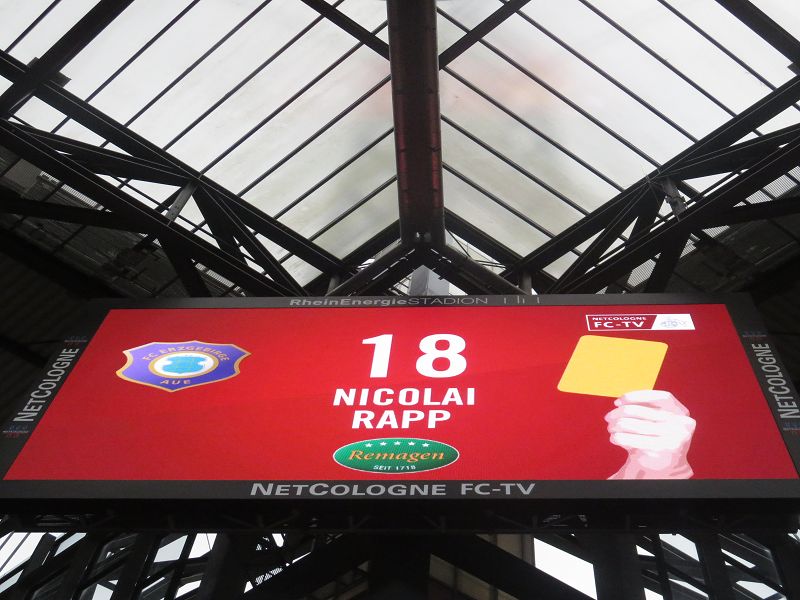 RheinEnergieSTADION
NETCOLOGNE
FC ERZGEBIRGE
AUE
18
NICOLAI
RAPP
Remagen
SEIT 1718
NETCOLOGNE
FC-TV
NETCOLOGNE
NETCOLOGNE FC-TV